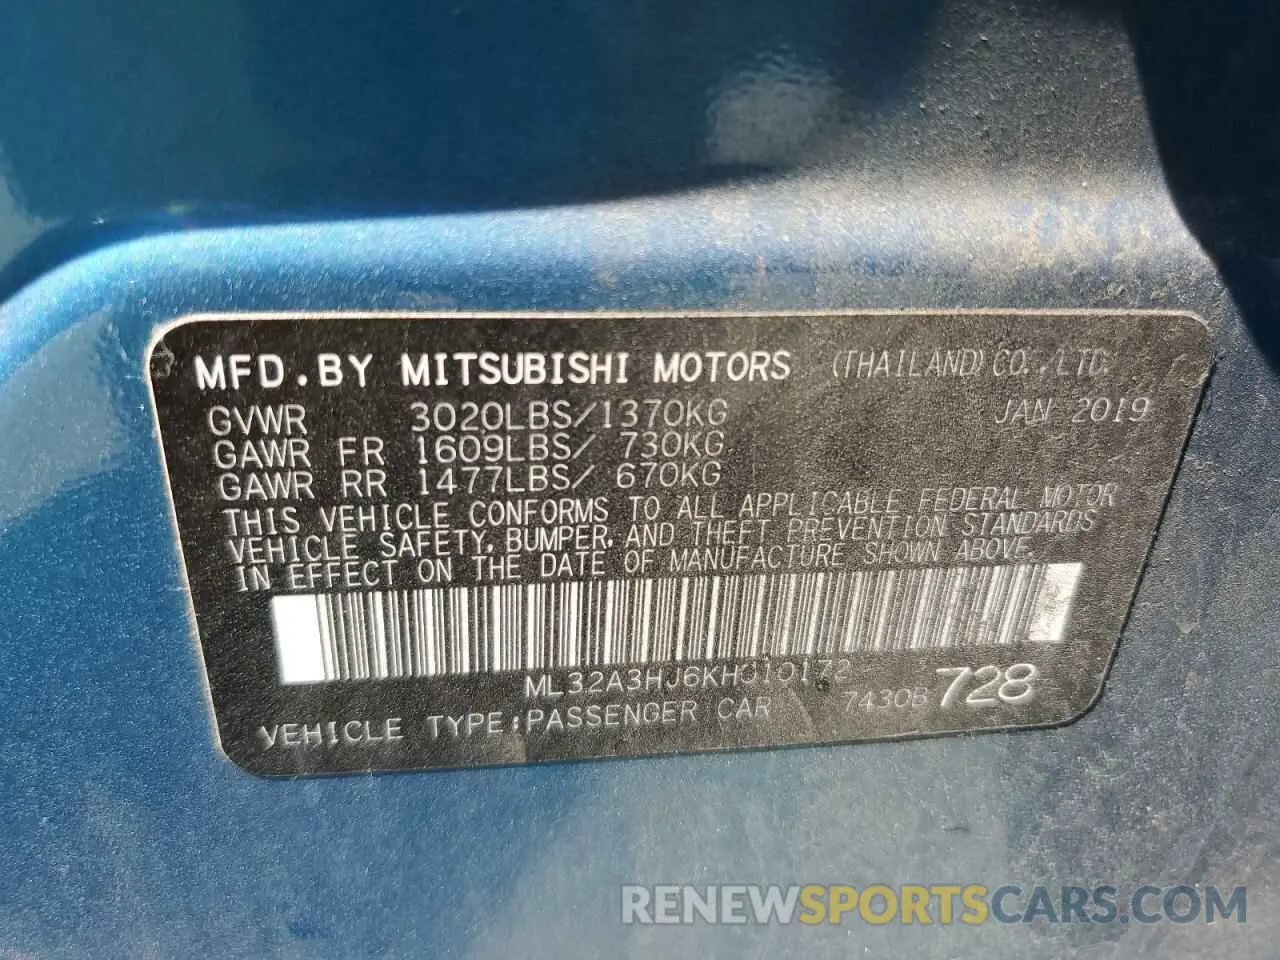 MFD.BY MITSUBISHI MOTORS (THAILAND) CO.,LTD.
GVWR 3020LBS/1370KG JAN 2019
GAWR FR 1609LBS/ 730KG
GAWR RR 1477LBS/ 670KG
THIS VEHICLE CONFORMS TO ALL APPLICABLE FEDERAL MOTOR
VEHICLE SAFETY, BUMPER, AND THEFT PREVENTION STANDARDS
IN EFFECT ON THE DATE OF MANUFACTURE SHOWN ABOVE.
ML32A3HJ6KH010172
VEHICLE TYPE:PASSENGER CAR 7430B 728
RENEWSPORTSCARS.COM